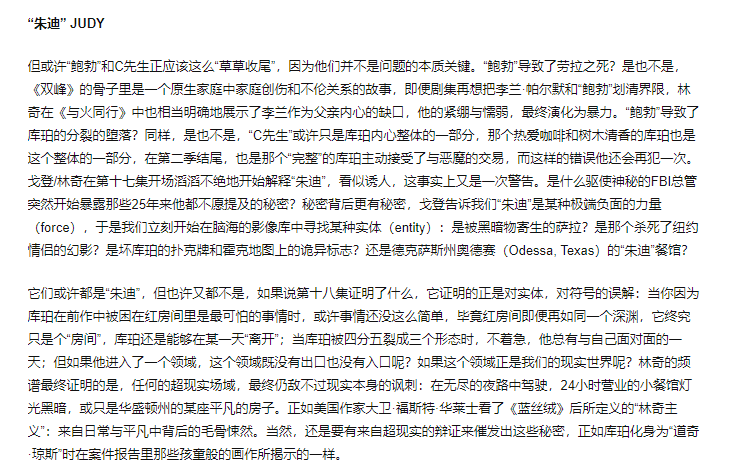 “朱迪” JUDY
但或许“鲍勃”和C先生正应该这么“草草收尾”，因为他们并不是问题的本质关键。“鲍勃”导致了劳拉之死？是也不是，
《双峰》的骨子里是一个原生家庭中家庭创伤和不伦关系的故事，即便剧集再想把李兰·帕尔默和“鲍勃”划清界限，林
奇在《与火同行》中也相当明确地展示了李兰作为父亲内心的缺口，他的紧绷与懦弱，最终演化为暴力。“鲍勃”导致了
库珀的分裂的堕落？同样，是也不是，“C先生”或许只是库珀内心整体的一部分，那个热爱咖啡和树木清香的库珀也是
这个整体的一部分，在第二季结尾，也是那个“完整”的库珀主动接受了与恶魔的交易，而这样的错误他还会再犯一次。
戈登/林奇在第十七集开场滔滔不绝地开始解释“朱迪”，看似诱人，这事实上又是一次警告。是什么驱使神秘的FBI总管
突然开始暴露那些25年来他都不愿提及的秘密？秘密背后更有秘密，戈登告诉我们“朱迪”是某种极端负面的力量
（force），于是我们立刻开始在脑海的影像库中寻找某种实体（entity）：是被黑暗物寄生的萨拉？是那个杀死了纽约
情侣的幻影？是坏库珀的扑克牌和霍克地图上的诡异标志？还是德克萨斯州奥德赛（Odessa, Texas）的“朱迪”餐馆？
它们或许都是“朱迪”，但也许又都不是，如果说第十八集证明了什么，它证明的正是对实体，对符号的误解：当你因为
库珀在前作中被困在红房间里是最可怕的事情时，或许事情还没这么简单，毕竟红房间即便再如同一个深渊，它终究
只是个“房间”，库珀还是能够在某一天“离开”；当库珀被四分五裂成三个形态时，不着急，他总有与自己面对面的一
天；但如果他进入了一个领域，这个领域既没有出口也没有入口呢？如果这个领域正是我们的现实世界呢？林奇的频
谱最终证明的是，任何的超现实场域，最终仍敌不过现实本身的讽刺：在无尽的夜路中驾驶，24小时营业的小餐馆灯
光黑暗，或只是华盛顿州的某座平凡的房子。正如美国作家大卫·福斯特·华莱士看了《蓝丝绒》后所定义的“林奇主
义”：来自日常与平凡中背后的毛骨悚然。当然，还是要有来自超现实的辩证来催发出这些秘密，正如库珀化身为“道奇
·琼斯”时在案件报告里那些孩童般的画作所揭示的一样。